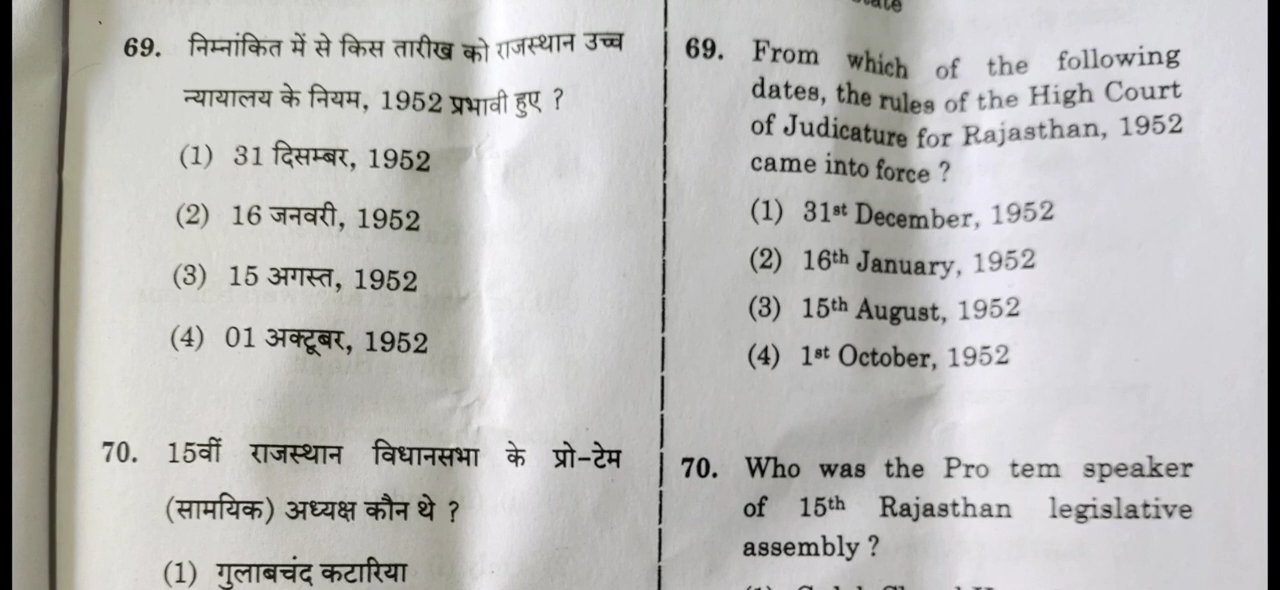 69. निम्नांकित में से किस तारीख को राजस्थान उच्च
न्यायालय के नियम, 1952 प्रभावी हुए ?
(1) 31 दिसम्बर, 1952
(2) 16 जनवरी, 1952
(3) 15 अगस्त, 1952
(4) 01 अक्टूबर, 1952
70. 15वीं राजस्थान विधानसभा के प्रो-टेम
(सामयिक) अध्यक्ष कौन थे ?
(1) गुलाबचंद कटारिया
69. From which of the following
dates, the rules of the High Court
of Judicature for Rajasthan, 1952
came into force ?
(1) 31st December, 1952
(2) 16th January, 1952
(3) 15th August, 1952
(4) 1st October, 1952
70. Who was the Pro tem speaker
of 15th Rajasthan legislative
assembly ?